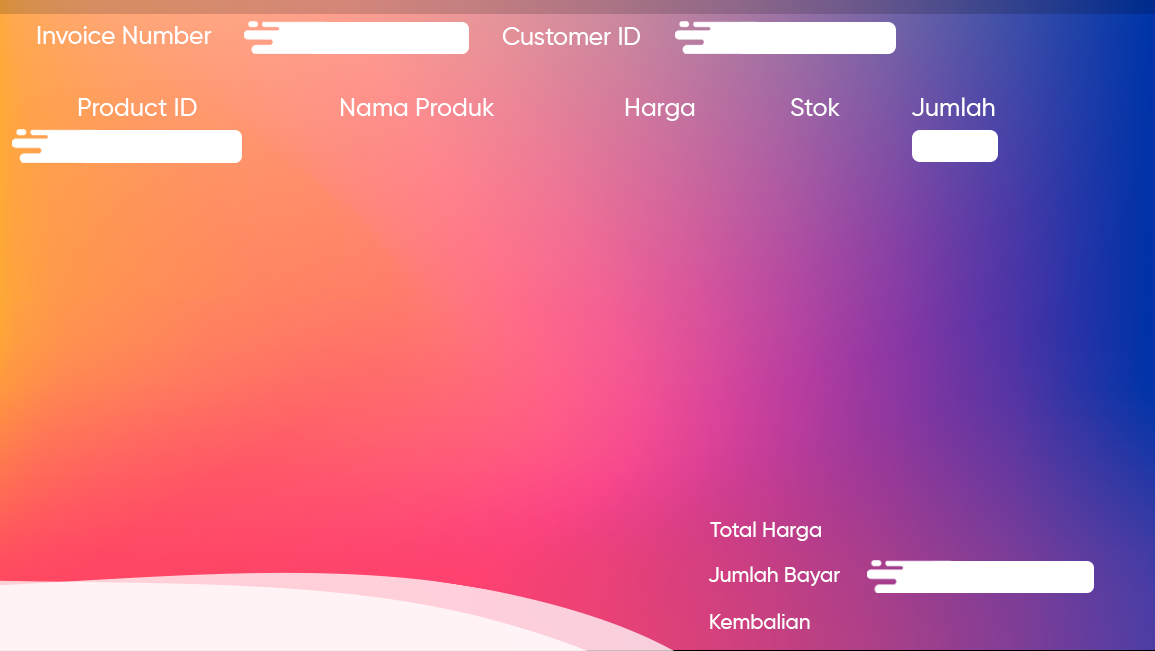 Invoice Number Customer ID
Product ID Nama Produk Harga Stok Jumlah
Total Harga
Jumlah Bayar
Kembalian